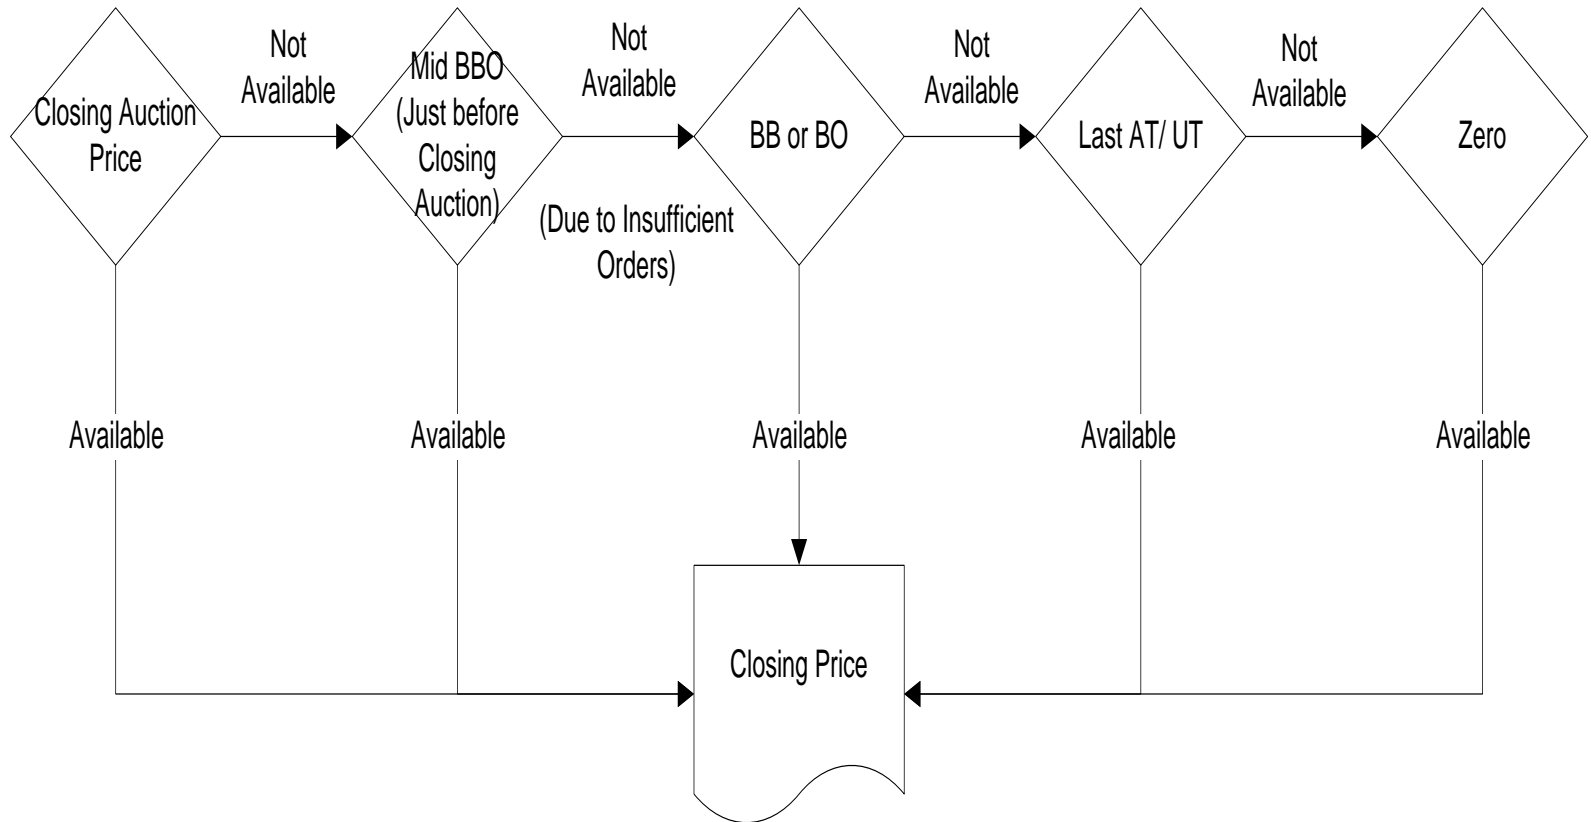 Closing Auction
Price
Not
Available
Mid BBO
(Just before
Closing
Auction)
Not
Available
(Due to Insufficient
Orders)
BB or BO
Not
Available
Last AT/ UT
Not
Available
Zero
Available
Available
Available
Available
Available
Closing Price